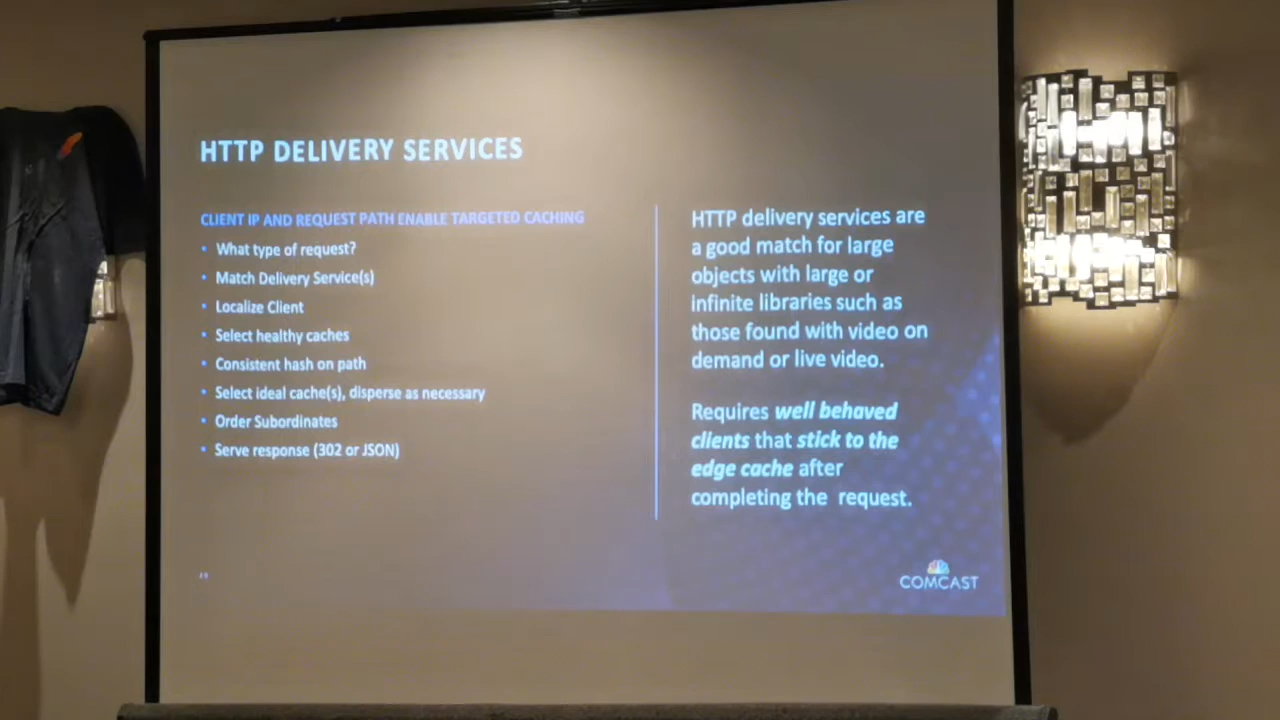 HTTP DELIVERY SERVICES
CLIENT IP AND REQUEST PATH ENABLE TARGETED CACHING
• What type of request?
• Match Delivery Service(s)
• Localize Client
• Select healthy caches
• Consistent hash on path
• Select ideal cache(s), disperse as necessary
• Order Subordinates
• Serve response (302 or JSON)
HTTP delivery services are
a good match for large
objects with large or
infinite libraries such as
those found with video on
demand or live video.
Requires well behaved
clients that stick to the
edge cache after
completing the request.
COMCAST